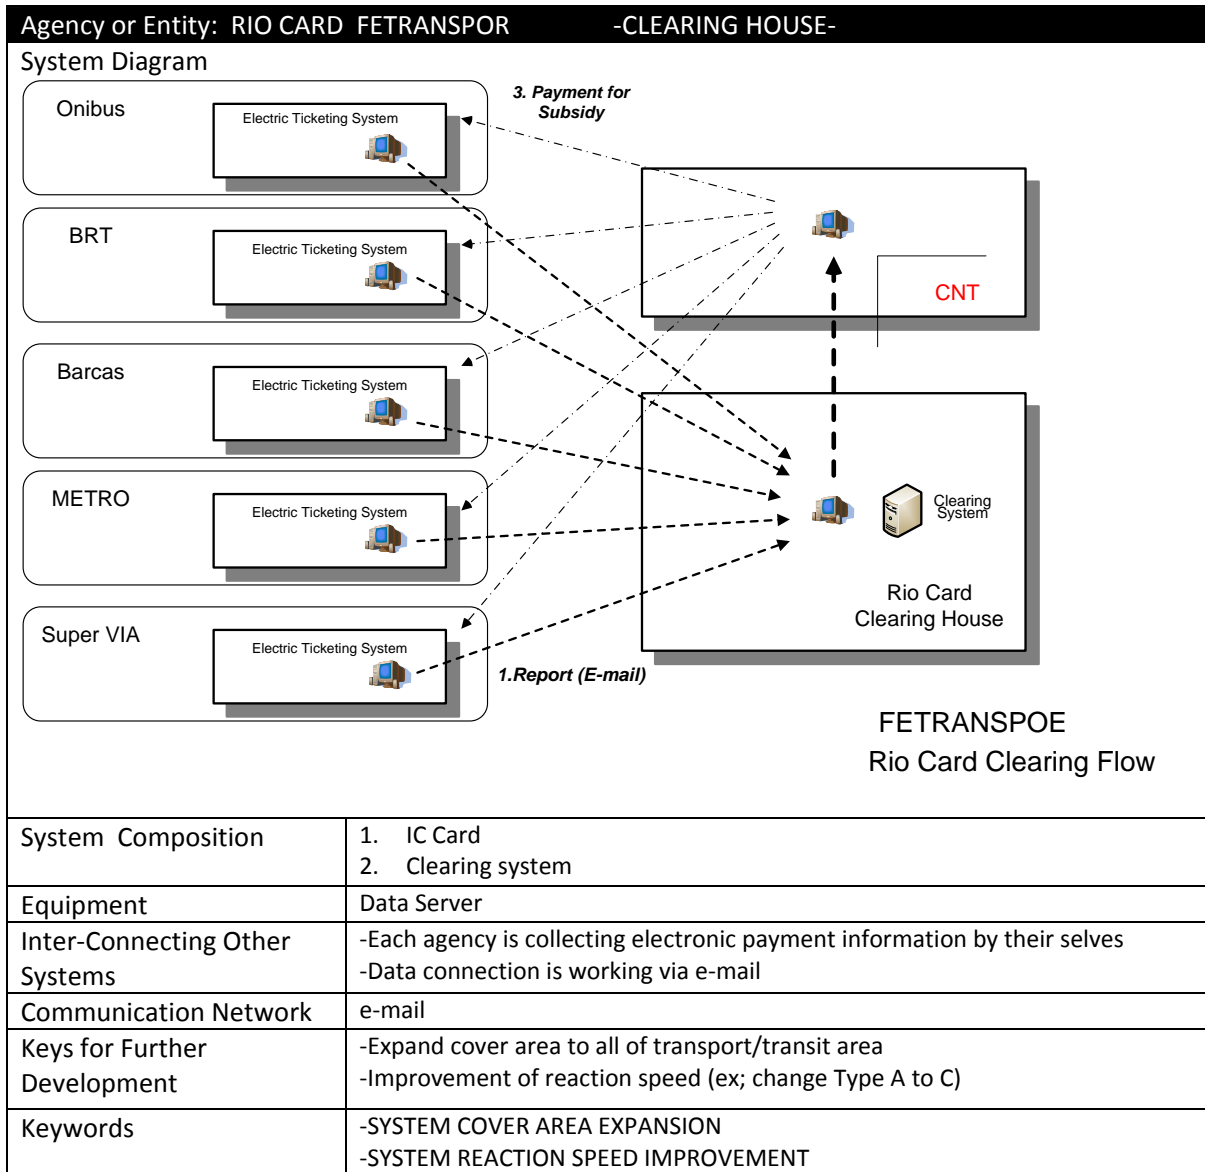 Agency or Entity: RIO CARD FETRANSPOR -CLEARING HOUSE-
System Diagram
3. Payment for
Subsidy
Onibus
Electric Ticketing System
BRT
Electric Ticketing System
CNT
Barcas
Electric Ticketing System
METRO
Electric Ticketing System
Clearing
System
Rio Card
Clearing House
Super VIA
Electric Ticketing System
1.Report (E-mail)
FETRANSPOE
Rio Card Clearing Flow
System Composition
1. IC Card
2. Clearing system
Equipment
Data Server
Inter-Connecting Other
Systems
-Each agency is collecting electronic payment information by their selves
-Data connection is working via e-mail
Communication Network
e-mail
Keys for Further
Development
-Expand cover area to all of transport/transit area
-Improvement of reaction speed (ex; change Type A to C)
Keywords
-SYSTEM COVER AREA EXPANSION
-SYSTEM REACTION SPEED IMPROVEMENT